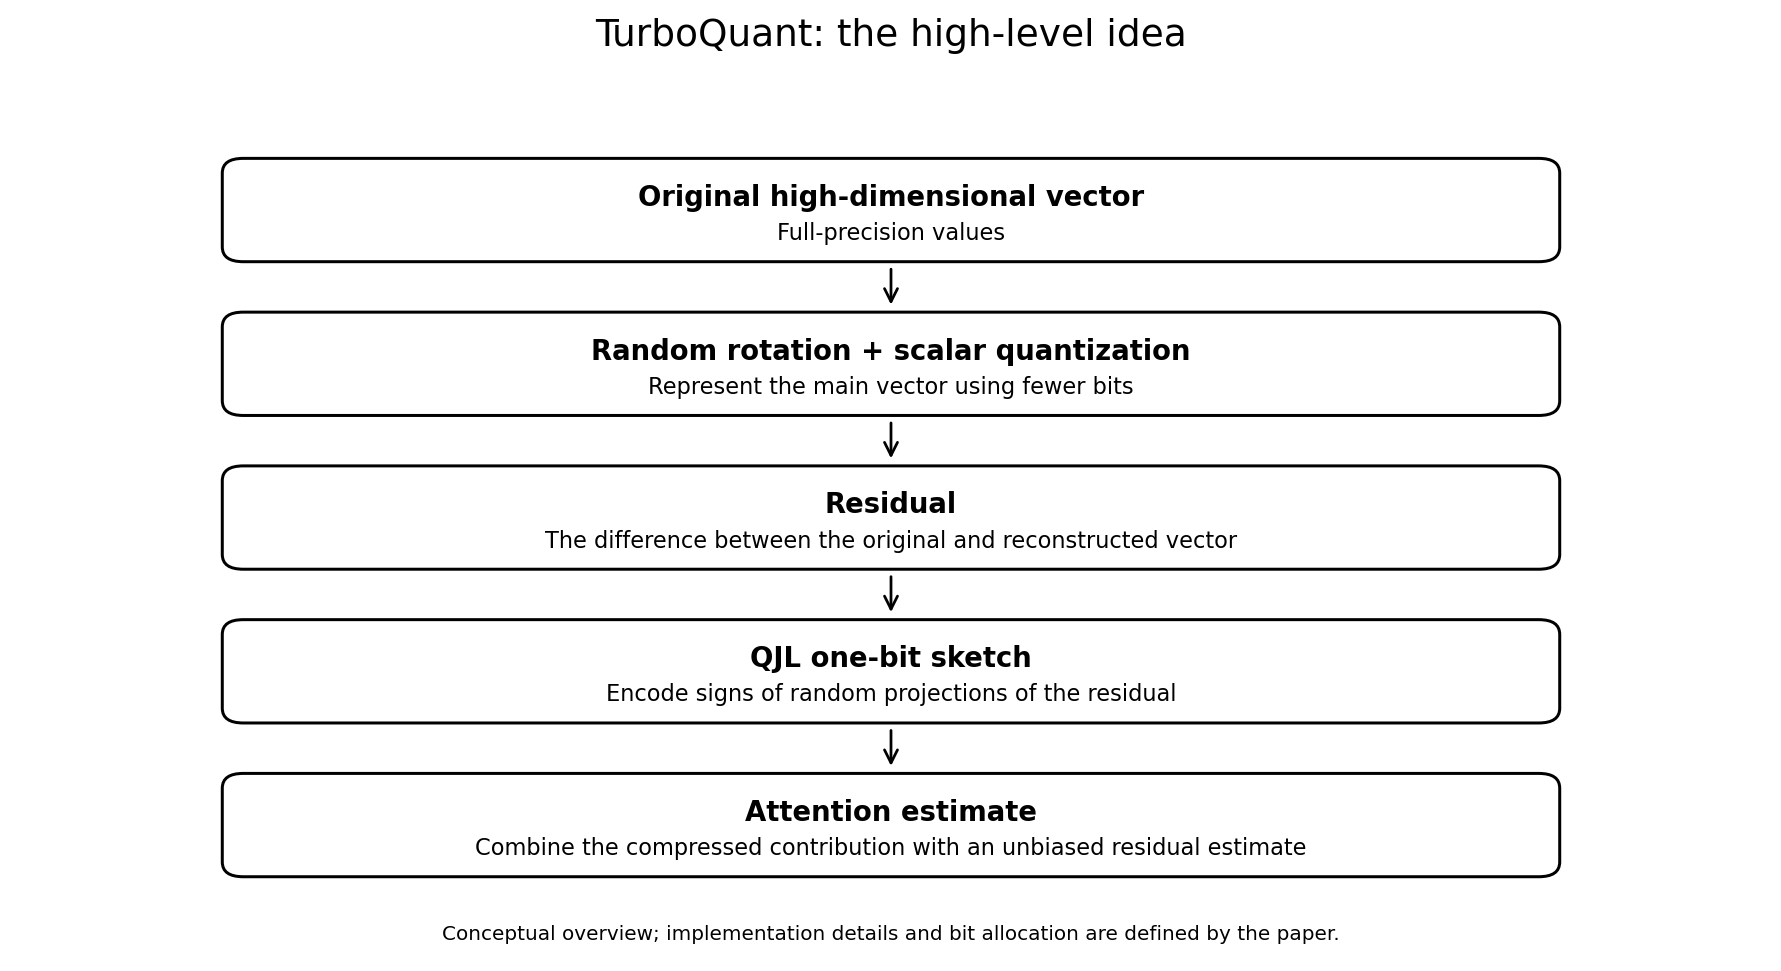 TurboQuant: the high-level idea
Original high-dimensional vector
Full-precision values
Random rotation + scalar quantization
Represent the main vector using fewer bits
Residual
The difference between the original and reconstructed vector
QJL one-bit sketch
Encode signs of random projections of the residual
Attention estimate
Combine the compressed contribution with an unbiased residual estimate
Conceptual overview; implementation details and bit allocation are defined by the paper.